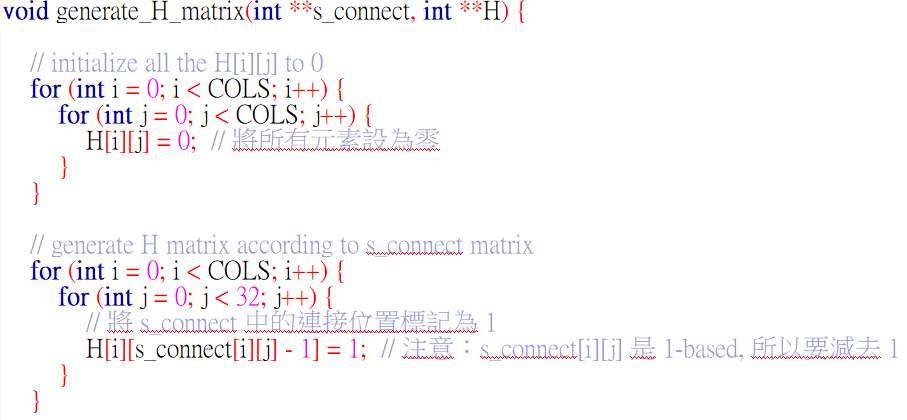 void generate_H_matrix(int **s_connect, int **H) {
// initialize all the H[i][j] to 0
for (int i = 0; i < COLS; i++) {
for (int j = 0; j < COLS; j++) {
H[i][j] = 0;  // 將所有元素設為零
}
}
// generate H matrix according to s_connect matrix
for (int i = 0; i < COLS; i++) {
for (int j = 0; j < 32; j++) {
// 將 s_connect 中的連接位置標記為 1
H[i][s_connect[i][j] - 1] = 1;  // 注意：s_connect[i][j] 是 1-based, 所以要減去 1
}
}